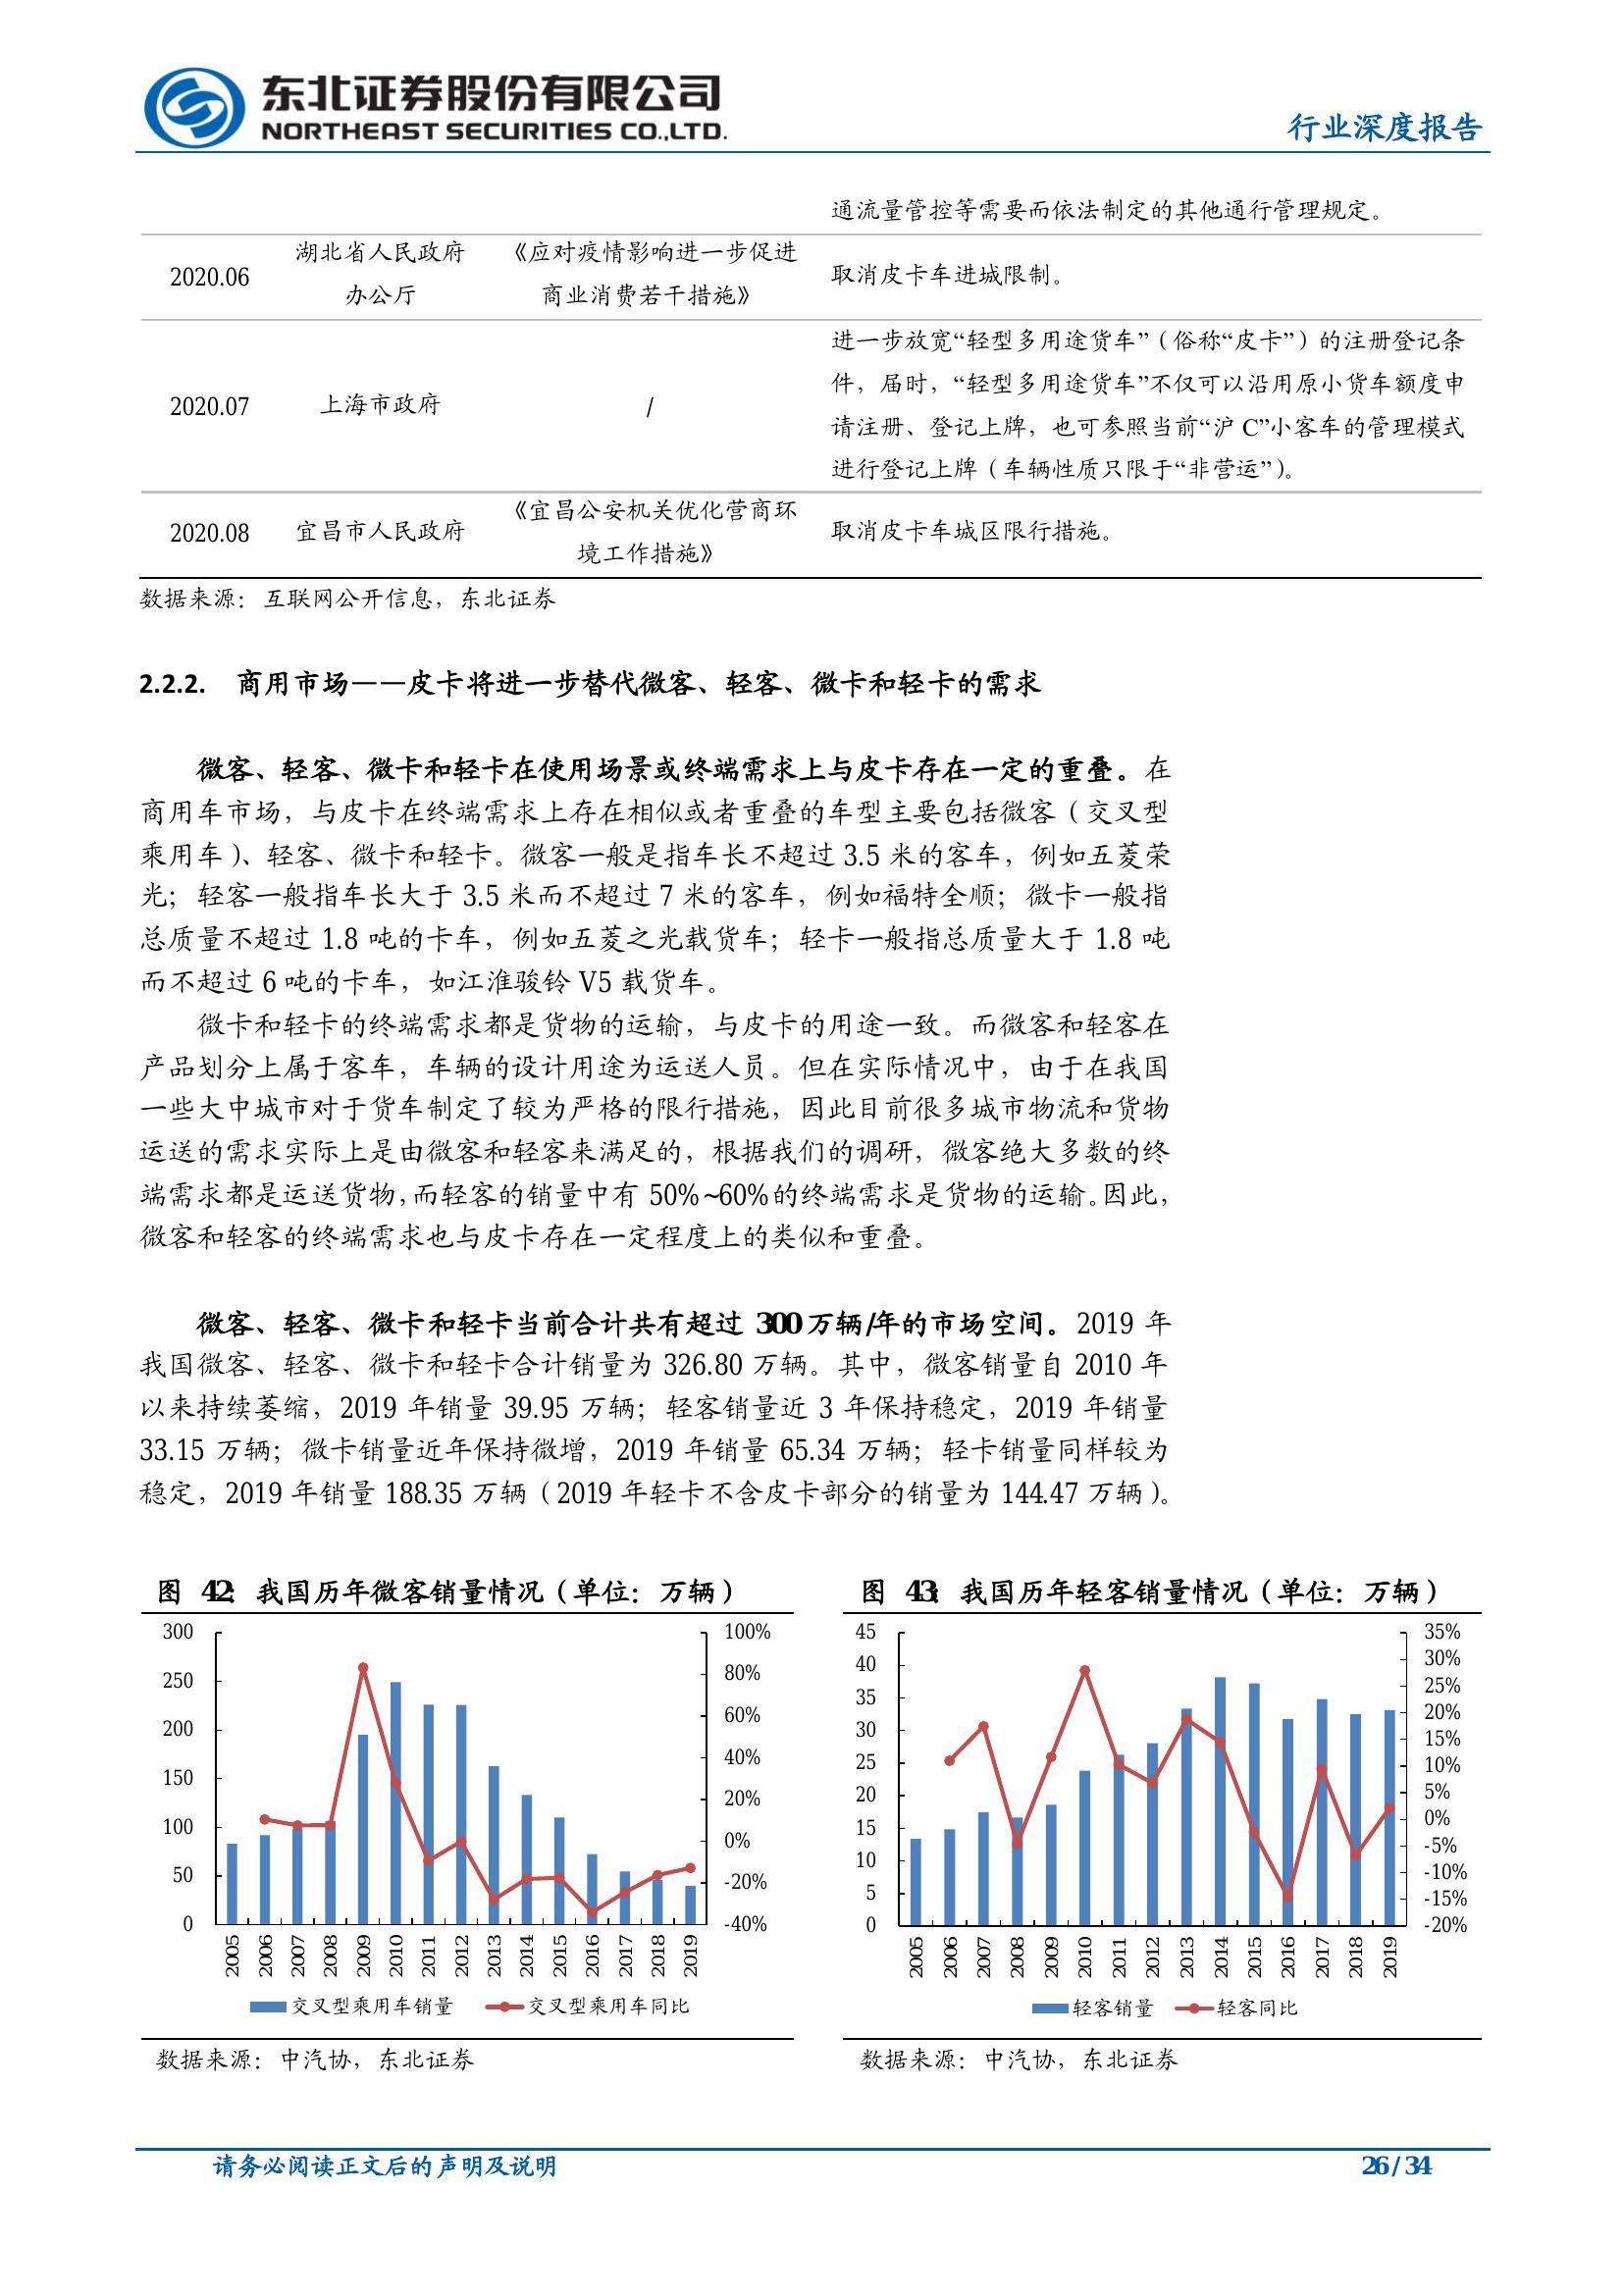 东北证券股份有限公司
NORTHEAST SECURITIES CO.,LTD.
行业深度报告
通流量管控等需要而依法制定的其他通行管理规定。
2020.06 湖北省人民政府办公厅 《应对疫情影响进一步促进商业消费若干措施》 取消皮卡车进城限制。
2020.07 上海市政府 / 进一步放宽“轻型多用途货车”（俗称“皮卡”）的注册登记条
件，届时，“轻型多用途货车”不仅可以沿用原小货车额度申
请注册、登记上牌，也可参照当前“沪 C”小客车的管理模式
进行登记上牌（车辆性质只限于“非营运”）。
2020.08 宜昌市人民政府 《宜昌公安机关优化营商环境工作措施》 取消皮卡车城区限行措施。
数据来源：互联网公开信息，东北证券
2.2.2. 商用市场——皮卡将进一步替代微客、轻客、微卡和轻卡的需求
微客、轻客、微卡和轻卡在使用场景或终端需求上与皮卡存在一定的重叠。在
商用车市场，与皮卡在终端需求上存在相似或者重叠的车型主要包括微客（交叉型
乘用车）、轻客、微卡和轻卡。微客一般是指车长不超过 3.5 米的客车，例如五菱荣
光；轻客一般指车长大于 3.5 米而不超过 7 米的客车，例如福特全顺；微卡一般指
总质量不超过 1.8 吨的卡车，例如五菱之光载货车；轻卡一般指总质量大于 1.8 吨
而不超过 6 吨的卡车，如江淮骏铃 V5 载货车。
微卡和轻卡的终端需求都是货物的运输，与皮卡的用途一致。而微客和轻客在
产品划分上属于客车，车辆的设计用途为运送人员。但在实际情况中，由于在我国
一些大中城市对于货车制定了较为严格的限行措施，因此目前很多城市物流和货物
运送的需求实际上是由微客和轻客来满足的，根据我们的调研，微客绝大多数的终
端需求都是运送货物，而轻客的销量中有 50%~60%的终端需求是货物的运输。因此，
微客和轻客的终端需求也与皮卡存在一定程度上的类似和重叠。
微客、轻客、微卡和轻卡当前合计共有超过 300 万辆/年的市场空间。2019 年
我国微客、轻客、微卡和轻卡合计销量为 326.80 万辆。其中，微客销量自 2010 年
以来持续萎缩，2019 年销量 39.95 万辆；轻客销量近 3 年保持稳定，2019 年销量
33.15 万辆；微卡销量近年保持微增，2019 年销量 65.34 万辆；轻卡销量同样较为
稳定，2019 年销量 188.35 万辆（2019 年轻卡不含皮卡部分的销量为 144.47 万辆）。
图 42：我国历年微客销量情况（单位：万辆）
300 100%
250 80%
200 60%
150 40%
100 20%
50 0%
0 -20%
-40%
2005 2006 2007 2008 2009 2010 2011 2012 2013 2014 2015 2016 2017 2018 2019
交叉型乘用车销量 交叉型乘用车同比
数据来源：中汽协，东北证券
图 43：我国历年轻客销量情况（单位：万辆）
45 35%
40 30%
35 25%
30 20%
25 15%
20 10%
15 5%
10 0%
5 -5%
0 -10%
-15%
-20%
2005 2006 2007 2008 2009 2010 2011 2012 2013 2014 2015 2016 2017 2018 2019
轻客销量 轻客同比
数据来源：中汽协，东北证券
请务必阅读正文后的声明及说明
26 / 34